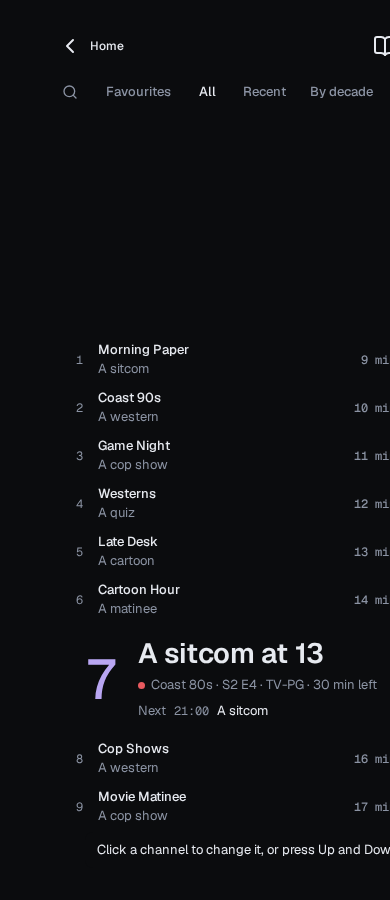 Home
Favourites All Recent By decade
Morning Paper
1 9 mi
A sitcom
Coast 90s
2 10 mi
A western
Game Night
3 11 mi
A cop show
Westerns
4 12 mi
A quiz
Late Desk
5 13 mi
A cartoon
Cartoon Hour
6 14 mi
A matinee
A sitcom at 13
7
Coast 80s · S2 E4 · TV-PG · 30 min left
Next 21:00 A sitcom
Cop Shows
8 16 mi
A western
Movie Matinee
9 17 mi
A cop show
Click a channel to change it, or press Up and Dow